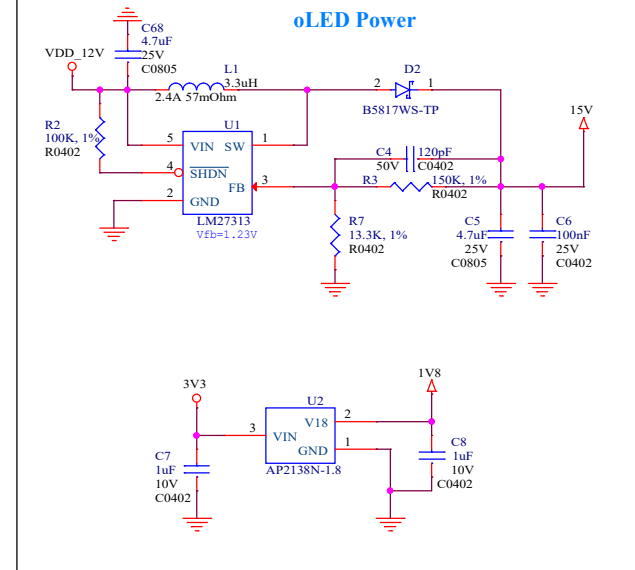 oLED Power
C68
4.7uF
25V
C0805
VDD_12V
L1
3.3uH
2.4A 57mOhm
D2
2 1
B5817WS-TP
15V
R2
100K, 1%
R0402
U1
5 VIN SW 1
4 SHDN
FB 3
2 GND
LM27313
Vfb=1.23V
C4 120pF
50V C0402
R3 150K, 1%
R0402
R7
13.3K, 1%
R0402
C5
4.7uF
25V
C0805
C6
100nF
25V
C0402
3V3
1V8
U2
V18 2
3 VIN
GND 1
AP2138N-1.8
C7
1uF
10V
C0402
C8
1uF
10V
C0402